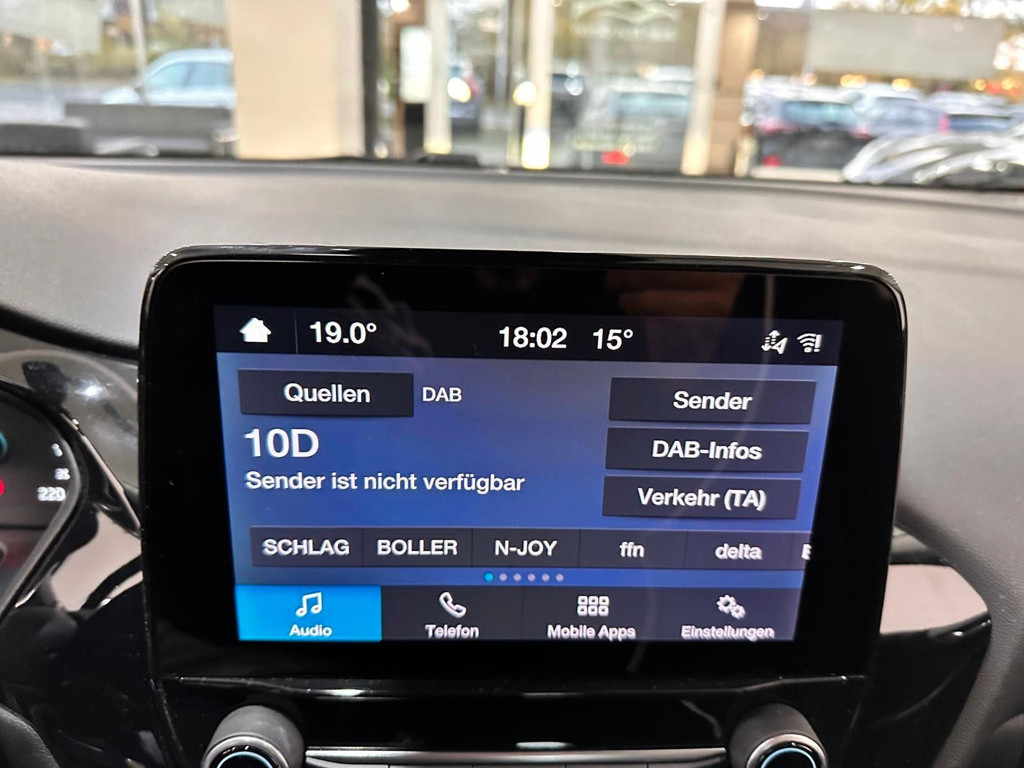 19.0° 18:02 15°
Quellen DAB Sender
10D
DAB-Infos
Sender ist nicht verfügbar
Verkehr (TA)
SCHLAG BOLLER N-JOY ffn delta
Audio Telefon Mobile Apps Einstellungen
220